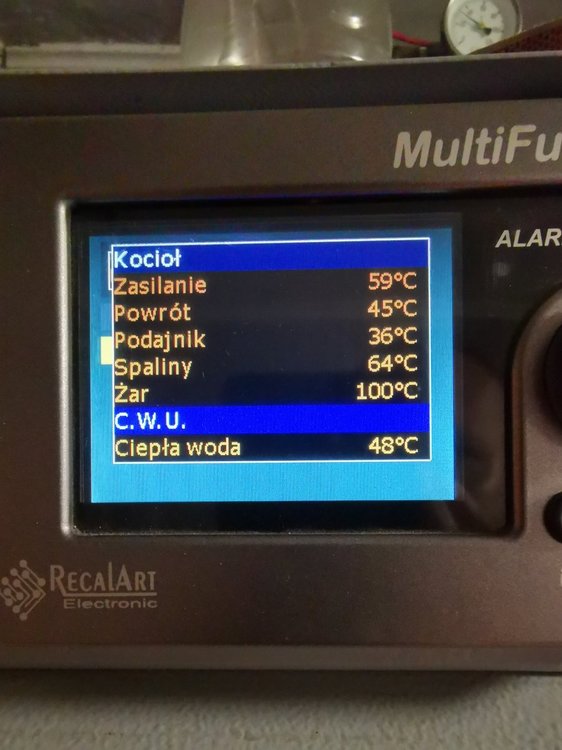 MultiFu
ALAR
Kocioł
Zasilanie 59°C
Powrót 45°C
Podajnik 36°C
Spaliny 64°C
Żar 100°C
C.W.U.
Ciepła woda 48°C
RECALART
Electronic